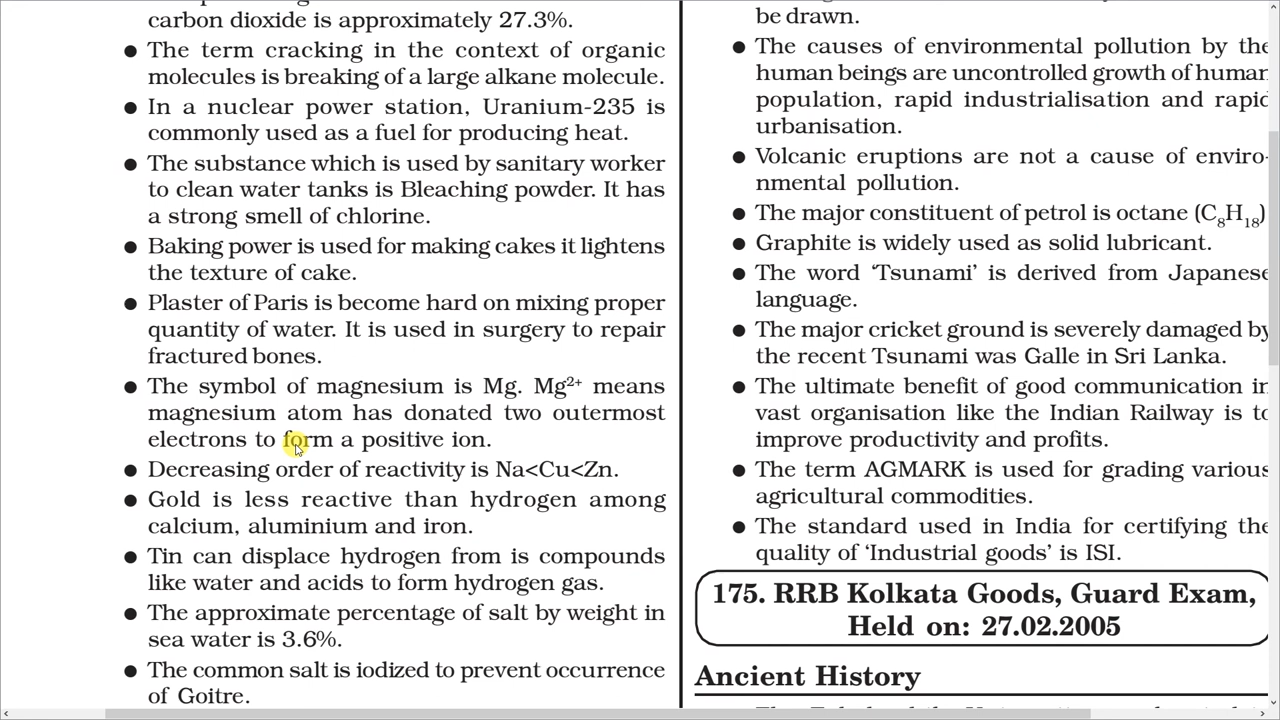 carbon dioxide is approximately 27.3%.
● The term cracking in the context of organic
molecules is breaking of a large alkane molecule.
● In a nuclear power station, Uranium-235 is
commonly used as a fuel for producing heat.
● The substance which is used by sanitary worker
to clean water tanks is Bleaching powder. It has
a strong smell of chlorine.
● Baking power is used for making cakes it lightens
the texture of cake.
● Plaster of Paris is become hard on mixing proper
quantity of water. It is used in surgery to repair
fractured bones.
● The symbol of magnesium is Mg. Mg²⁺ means
magnesium atom has donated two outermost
electrons to form a positive ion.
● Decreasing order of reactivity is Na<Cu<Zn.
● Gold is less reactive than hydrogen among
calcium, aluminium and iron.
● Tin can displace hydrogen from is compounds
like water and acids to form hydrogen gas.
● The approximate percentage of salt by weight in
sea water is 3.6%.
● The common salt is iodized to prevent occurrence
of Goitre.
be drawn.
● The causes of environmental pollution by the
human beings are uncontrolled growth of human
population, rapid industrialisation and rapid
urbanisation.
● Volcanic eruptions are not a cause of enviro-
nmental pollution.
● The major constituent of petrol is octane (C₈H₁₈)
● Graphite is widely used as solid lubricant.
● The word ‘Tsunami’ is derived from Japanese
language.
● The major cricket ground is severely damaged by
the recent Tsunami was Galle in Sri Lanka.
● The ultimate benefit of good communication in
vast organisation like the Indian Railway is to
improve productivity and profits.
● The term AGMARK is used for grading various
agricultural commodities.
● The standard used in India for certifying the
quality of ‘Industrial goods’ is ISI.
175. RRB Kolkata Goods, Guard Exam,
Held on: 27.02.2005
Ancient History